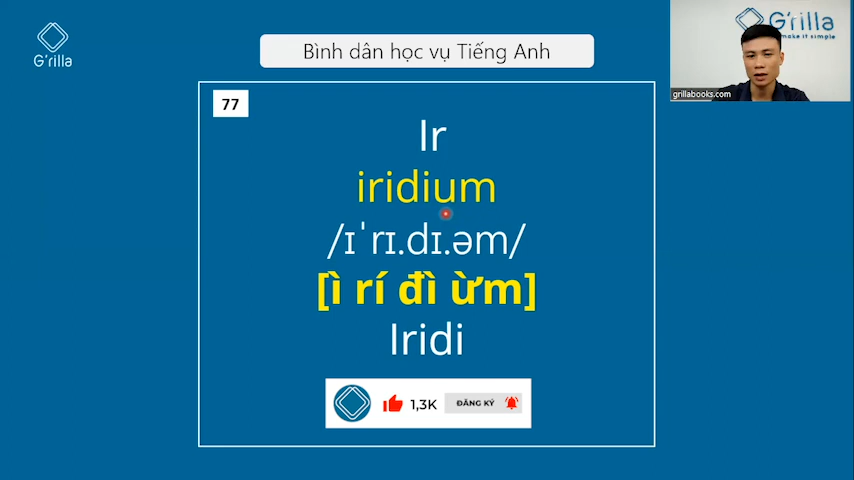 G'rilla
Bình dân học vụ Tiếng Anh
G'rilla
make it simple
grillabooks.com
77
Ir
iridium
/ɪˈrɪ.dɪ.əm/
[ì rí đì ừm]
Iridi
1,3K
ĐĂNG KÝ